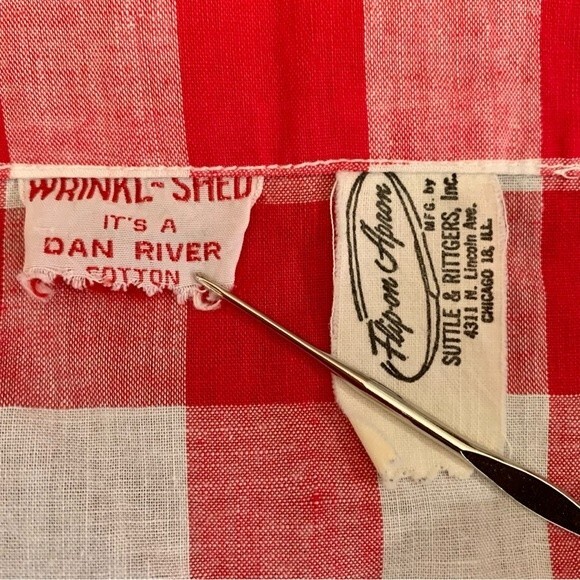 WRINKL-SHED
IT'S A
DAN RIVER
COTTON
Flip-on Apron
MFG. by
SUTTLE & RITTGERS, Inc.
4311 N. Lincoln Ave.
CHICAGO 18, ILL.